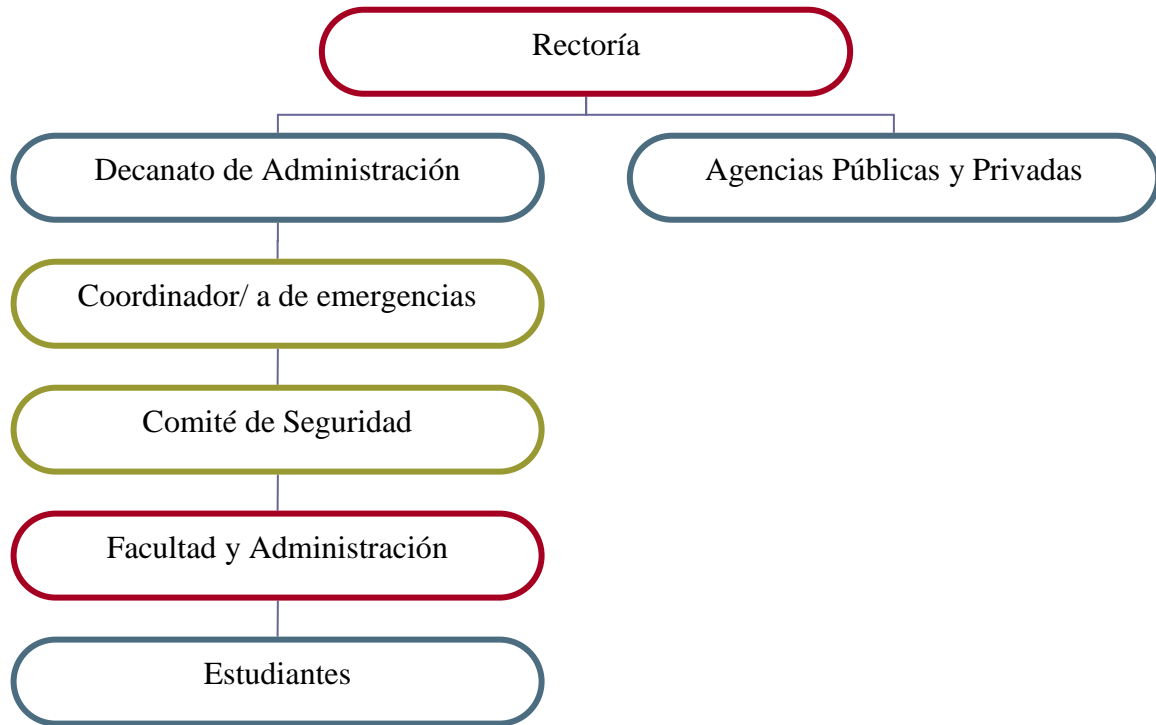 Rectoría
Decanato de Administración
Agencias Públicas y Privadas
Coordinador/ a de emergencias
Comité de Seguridad
Facultad y Administración
Estudiantes